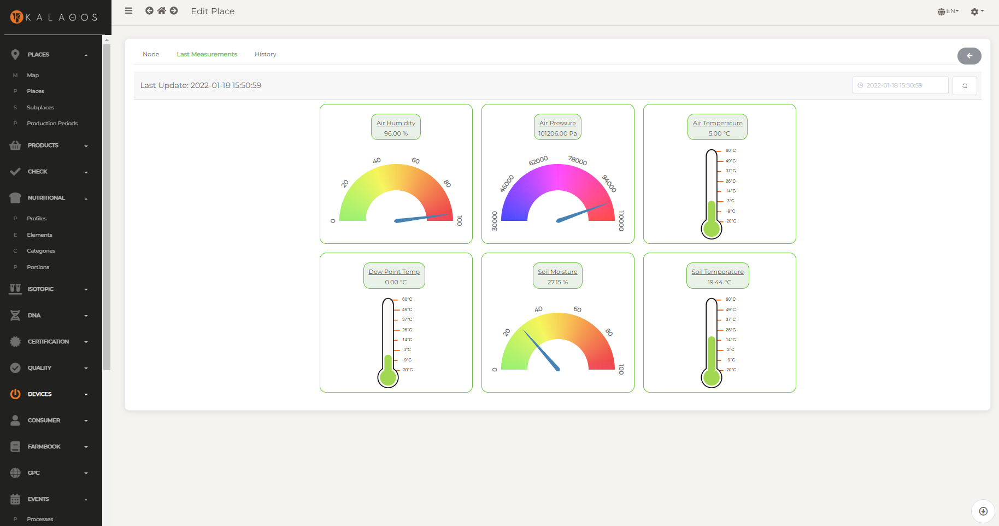 KALAΘOS
Edit Place
EN
PLACES
M Map
P Places
S Subplaces
P Production Periods
PRODUCTS
CHECK
NUTRITIONAL
P Profiles
E Elements
C Categories
P Portions
ISOTOPIC
DNA
CERTIFICATION
QUALITY
DEVICES
CONSUMER
FARMBOOK
GPC
EVENTS
P Processes
Node Last Measurements History
Last Update: 2022-01-18 15:50:59
2022-01-18 15:50:59
Air Humidity
96.00 %
0 20 40 60 80 100
Air Pressure
101206.00 Pa
30000 46000 62000 78000 94000 110000
Air Temperature
5.00 °C
60°C
49°C
37°C
26°C
14°C
3°C
-9°C
-20°C
Dew Point Temp
0.00 °C
60°C
49°C
37°C
26°C
14°C
3°C
-9°C
-20°C
Soil Moisture
27.15 %
0 20 40 60 80 100
Soil Temperature
19.44 °C
60°C
49°C
37°C
26°C
14°C
3°C
-9°C
-20°C